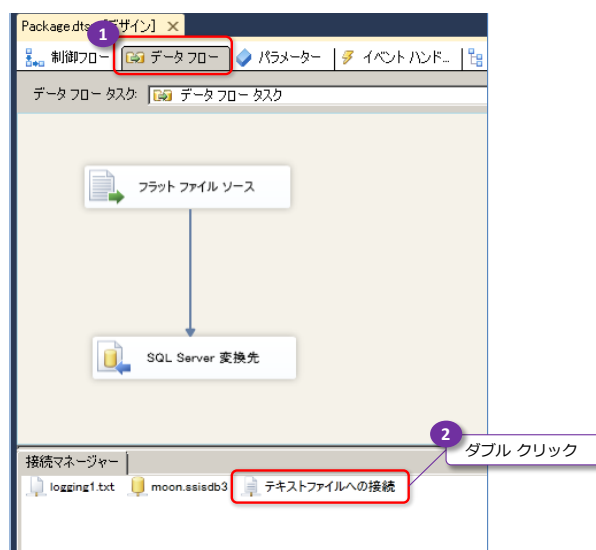 Package.dts [デザイン] ×
1
制御フロー データ フロー パラメーター イベント ハンド...
データ フロー タスク: データ フロー タスク
フラット ファイル ソース
SQL Server 変換先
2
ダブル クリック
接続マネージャー
logging1.txt moon.ssisdb3 テキストファイルへの接続